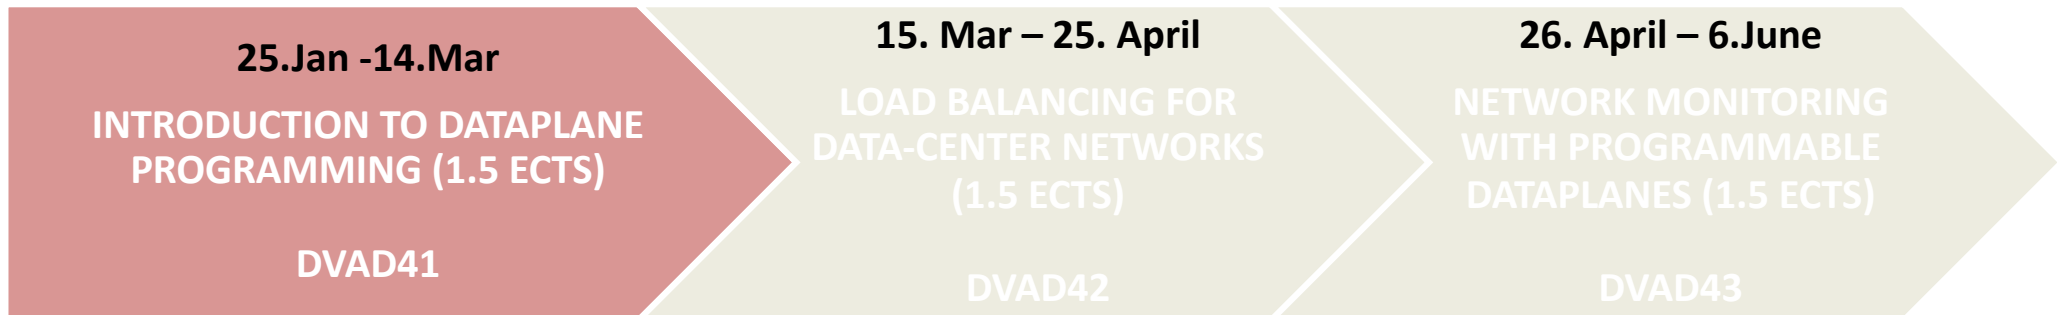 25.Jan -14.Mar
INTRODUCTION TO DATAPLANE
PROGRAMMING (1.5 ECTS)
DVAD41
15. Mar – 25. April
LOAD BALANCING FOR
DATA-CENTER NETWORKS
(1.5 ECTS)
DVAD42
26. April – 6.June
NETWORK MONITORING
WITH PROGRAMMABLE
DATAPLANES (1.5 ECTS)
DVAD43